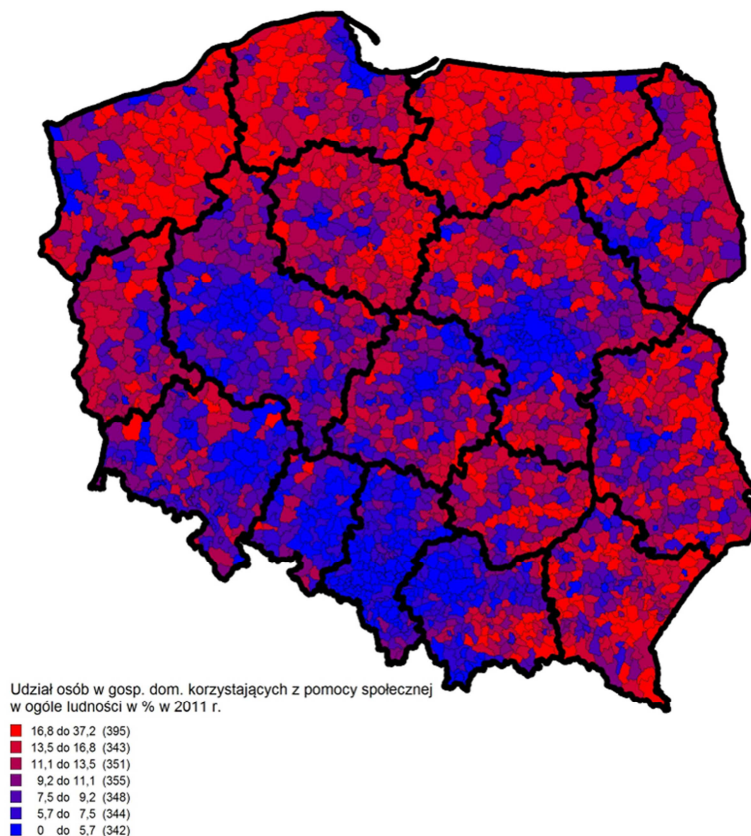 Udział osób w gosp. dom. korzystających z pomocy społecznej
w ogóle ludności w % w 2011 r.
16,8 do 37,2 (395)
13,5 do 16,8 (343)
11,1 do 13,5 (351)
9,2 do 11,1 (355)
7,5 do 9,2 (348)
5,7 do 7,5 (344)
0 do 5,7 (342)